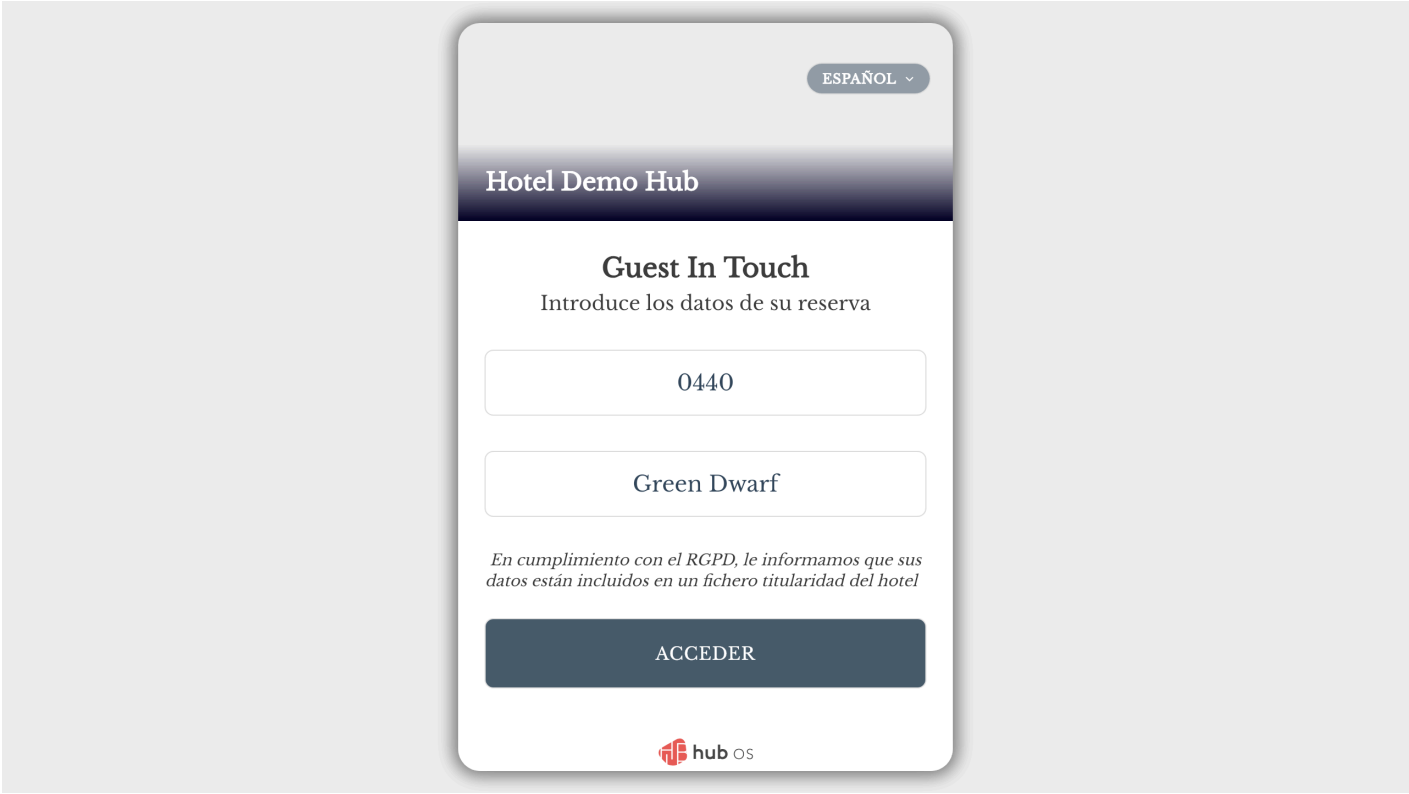 ESPAÑOL
Hotel Demo Hub
Guest In Touch
Introduce los datos de su reserva
0440
Green Dwarf
En cumplimiento con el RGPD, le informamos que sus
datos están incluidos en un fichero titularidad del hotel
ACCEDER
hub OS